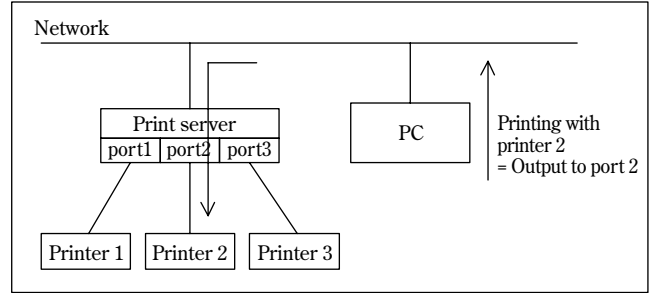 Network
Print server
port1 port2 port3
PC
Printing with
printer 2
= Output to port 2
Printer 1 Printer 2 Printer 3